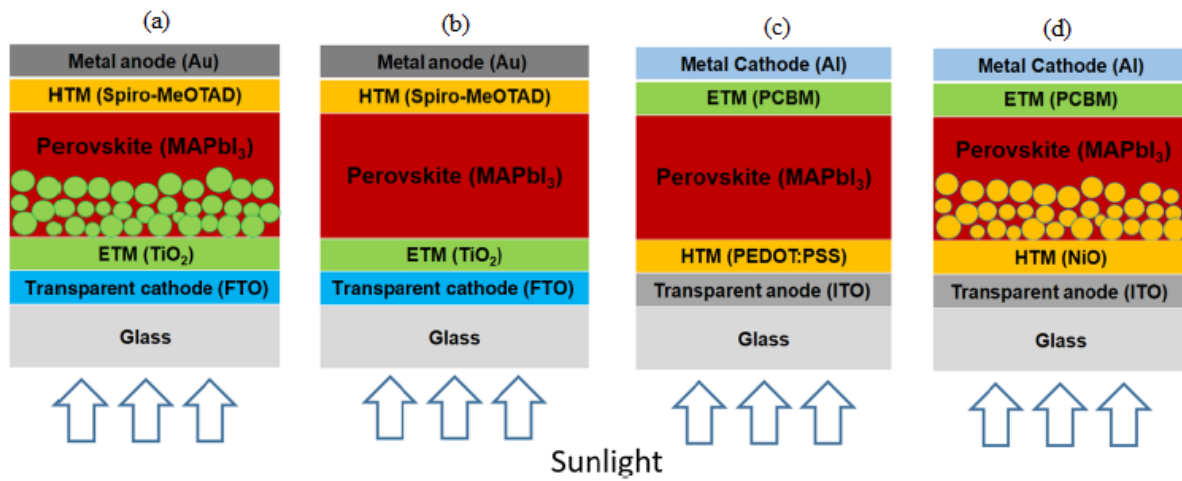 (a)
Metal anode (Au)
HTM (Spiro-MeOTAD)
Perovskite (MAPbI₃)
ETM (TiO₂)
Transparent cathode (FTO)
Glass
(b)
Metal anode (Au)
HTM (Spiro-MeOTAD)
Perovskite (MAPbI₃)
ETM (TiO₂)
Transparent cathode (FTO)
Glass
(c)
Metal Cathode (Al)
ETM (PCBM)
Perovskite (MAPbI₃)
HTM (PEDOT:PSS)
Transparent anode (ITO)
Glass
(d)
Metal Cathode (Al)
ETM (PCBM)
Perovskite (MAPbI₃)
HTM (NiO)
Transparent anode (ITO)
Glass
Sunlight